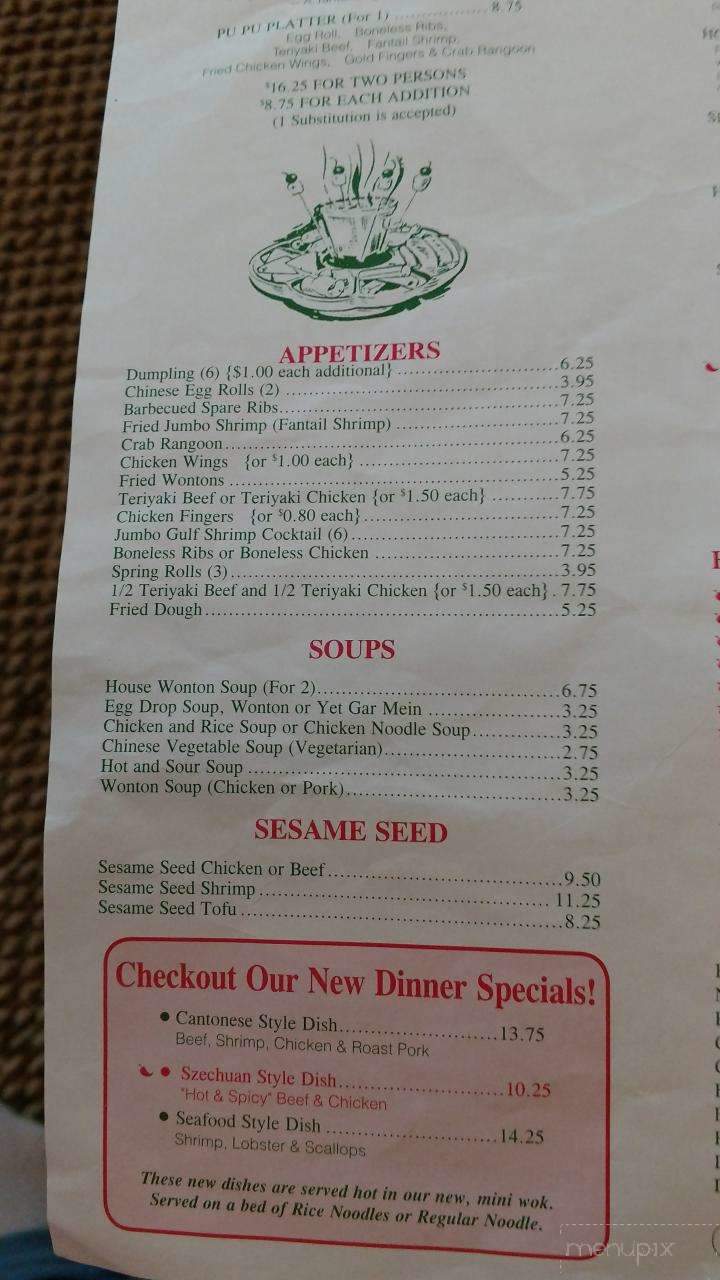 8.75
PU PU PLATTER (For 1)
Egg Roll, Boneless Ribs,
Teriyaki Beef, Fantail Shrimp,
Fried Chicken Wings, Gold Fingers & Crab Rangoon
$16.25 FOR TWO PERSONS
$8.75 FOR EACH ADDITION
(1 Substitution is accepted)
APPETIZERS
Dumpling (6) {$1.00 each additional} ............................6.25
Chinese Egg Rolls (2) ............................3.95
Barbecued Spare Ribs............................7.25
Fried Jumbo Shrimp (Fantail Shrimp) ............................7.25
Crab Rangoon............................6.25
Chicken Wings {or $1.00 each} ............................7.25
Fried Wontons ............................5.25
Teriyaki Beef or Teriyaki Chicken {or $1.50 each} ............7.75
Chicken Fingers {or $0.80 each}............................7.25
Jumbo Gulf Shrimp Cocktail (6)............................7.25
Boneless Ribs or Boneless Chicken ............................7.25
Spring Rolls (3)............................3.95
1/2 Teriyaki Beef and 1/2 Teriyaki Chicken {or $1.50 each} . 7.75
Fried Dough............................5.25
SOUPS
House Wonton Soup (For 2)............................6.75
Egg Drop Soup, Wonton or Yet Gar Mein ............................3.25
Chicken and Rice Soup or Chicken Noodle Soup................3.25
Chinese Vegetable Soup (Vegetarian)............................2.75
Hot and Sour Soup ............................3.25
Wonton Soup (Chicken or Pork)............................3.25
SESAME SEED
Sesame Seed Chicken or Beef............................9.50
Sesame Seed Shrimp ............................ 11.25
Sesame Seed Tofu ............................8.25
Checkout Our New Dinner Specials!
● Cantonese Style Dish............................13.75
Beef, Shrimp, Chicken & Roast Pork
● Szechuan Style Dish............................10.25
"Hot & Spicy" Beef & Chicken
● Seafood Style Dish ............................14.25
Shrimp, Lobster & Scallops
These new dishes are served hot in our new, mini wok.
Served on a bed of Rice Noodles or Regular Noodle.
menupix